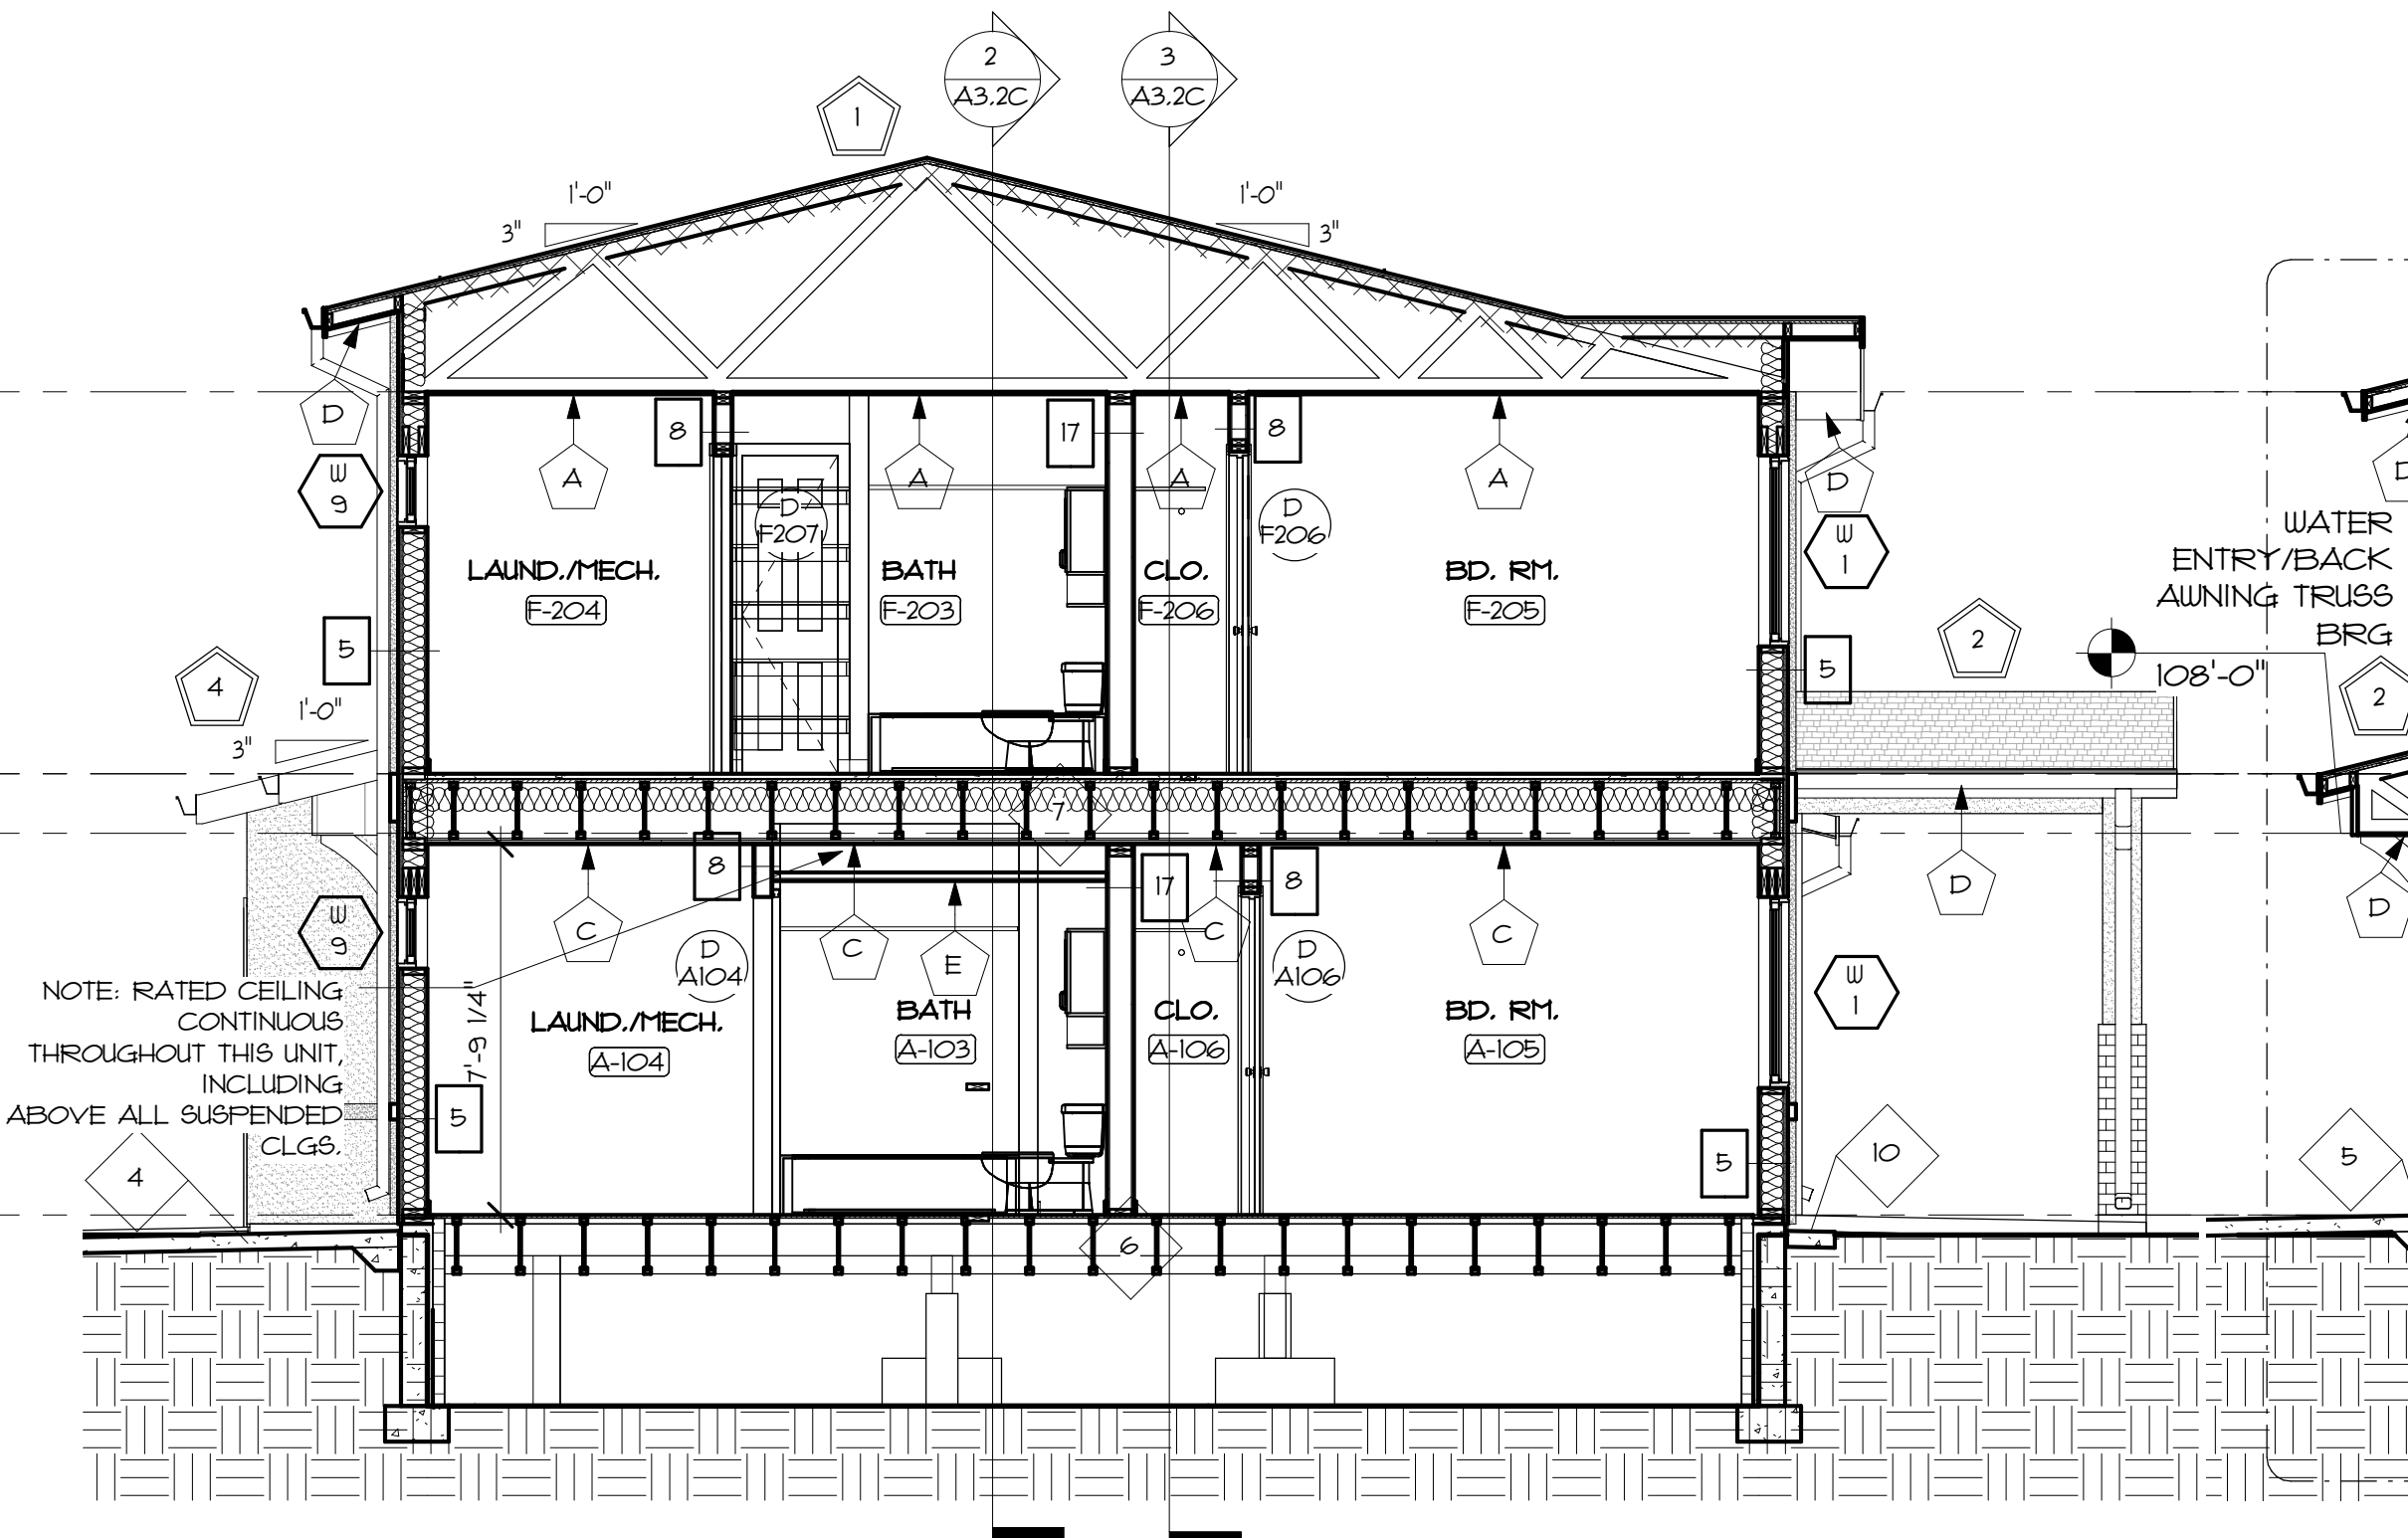 2
A3.2C
3
A3.2C
1
1'-0"
3"
1'-0"
3"
D
8
17
8
A
A
A
A
D
W
9
D
F207
D
F206
W
1
WATER
ENTRY/BACK
AWNING TRUSS
BRG
108'-0"
LAUND./MECH.
F-204
BATH
F-203
CLO.
F-206
BD. RM.
F-205
5
5
2
2
4
1'-0"
3"
7
8
17
8
D
D
W
9
C
C
E
C
C
D
A104
D
A106
W
1
NOTE: RATED CEILING
CONTINUOUS
THROUGHOUT THIS UNIT,
INCLUDING
ABOVE ALL SUSPENDED
CLGS.
7'-9 1/4"
LAUND./MECH.
A-104
BATH
A-103
CLO.
A-106
BD. RM.
A-105
5
5
4
10
5
6